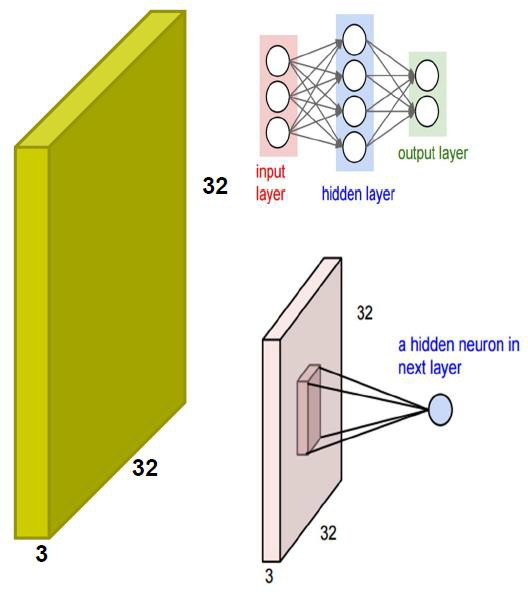 32
32
3
input
layer
hidden layer
output layer
32
a hidden neuron in
next layer
32
3